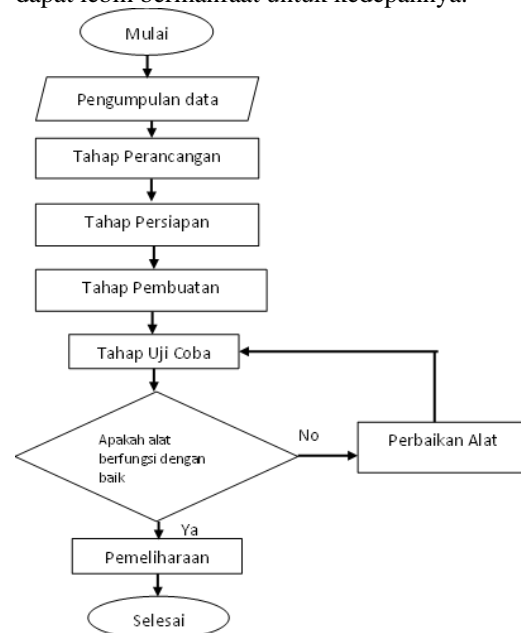 dapat lebih bermanfaat untuk kedepannya.
Mulai
Pengumpulan data
Tahap Perancangan
Tahap Persiapan
Tahap Pembuatan
Tahap Uji Coba
Apakah alat
berfungsi dengan
baik
No
Perbaikan Alat
Ya
Pemeliharaan
Selesai